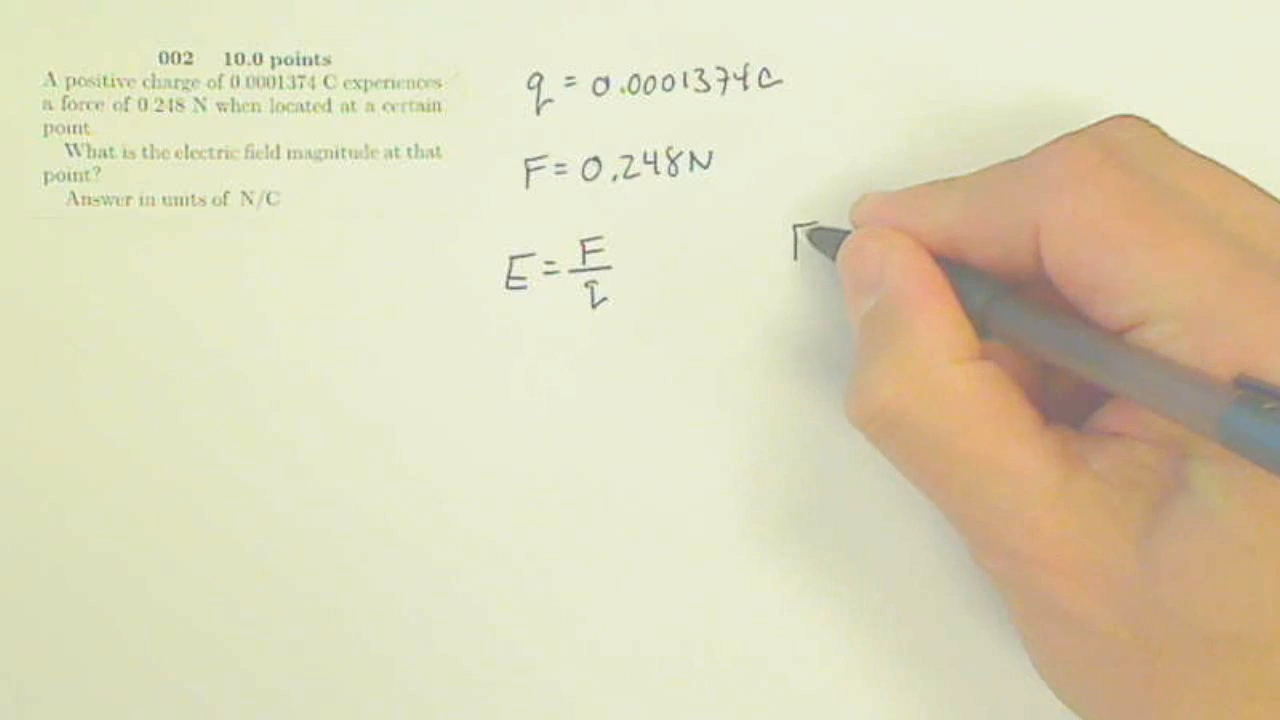 002 10.0 points
A positive charge of 0.0001374 C experiences
a force of 0.248 N when located at a certain
point.
What is the electric field magnitude at that
point?
Answer in units of N/C
q = 0.0001374C
F = 0.248N
E = F
q